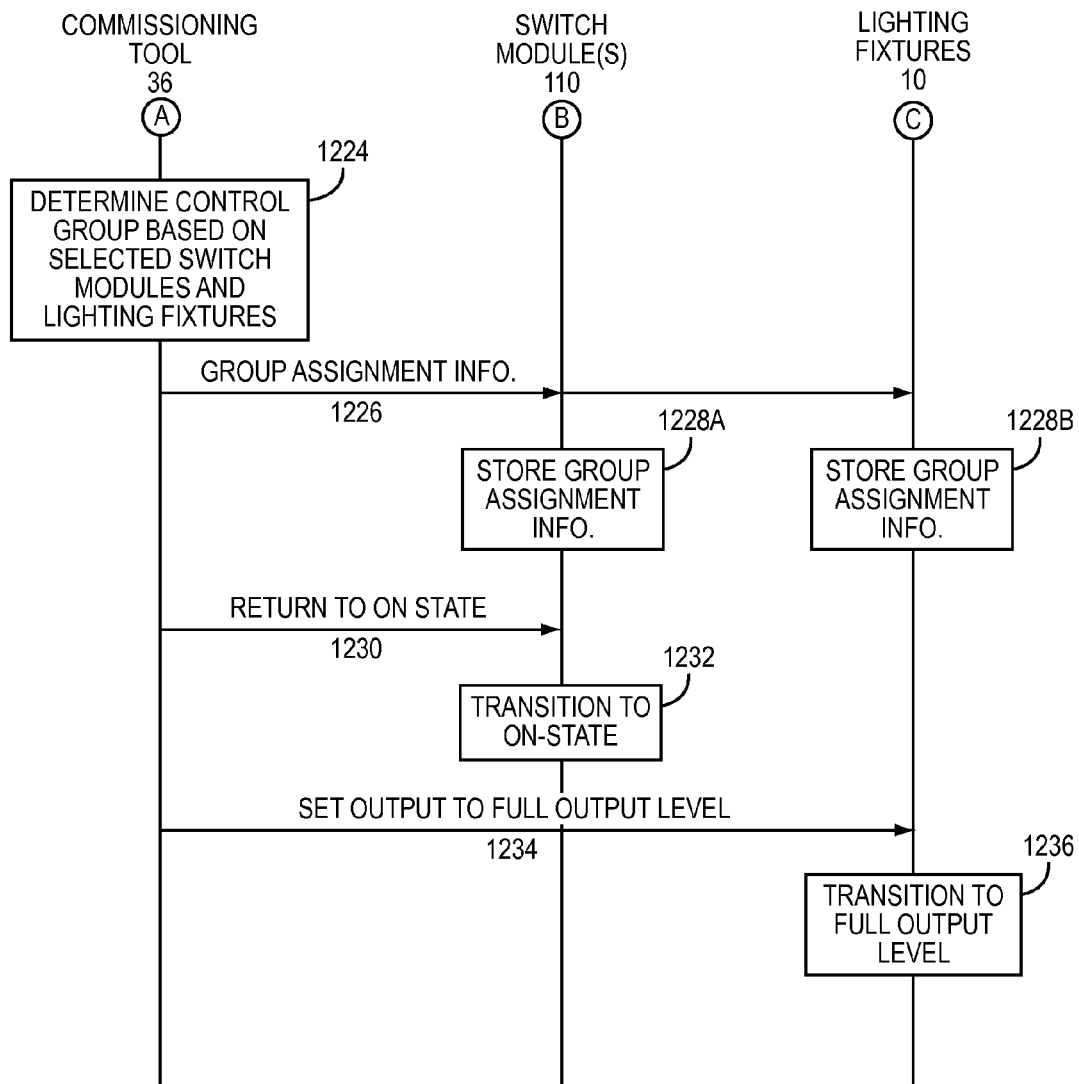 COMMISSIONING
TOOL
36
A
SWITCH
MODULE(S)
110
B
LIGHTING
FIXTURES
10
C
1224
DETERMINE CONTROL
GROUP BASED ON
SELECTED SWITCH
MODULES AND
LIGHTING FIXTURES
GROUP ASSIGNMENT INFO.
1226
1228A
STORE GROUP
ASSIGNMENT
INFO.
1228B
STORE GROUP
ASSIGNMENT
INFO.
RETURN TO ON STATE
1230
1232
TRANSITION TO
ON-STATE
SET OUTPUT TO FULL OUTPUT LEVEL
1234
1236
TRANSITION TO
FULL OUTPUT
LEVEL